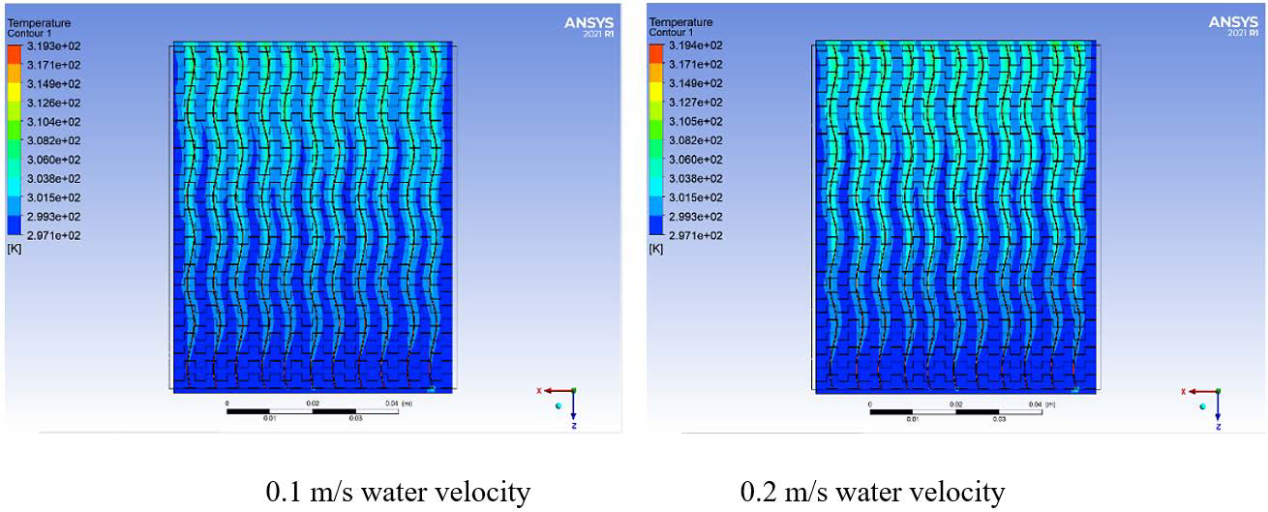 Temperature
Contour 1
3.193e+02
3.171e+02
3.149e+02
3.126e+02
3.104e+02
3.082e+02
3.060e+02
3.038e+02
3.015e+02
2.993e+02
2.971e+02
[K]
ANSYS
2021 R1
0 0.02 0.04 (m)
0.01 0.03
X
Z
Temperature
Contour 1
3.194e+02
3.171e+02
3.149e+02
3.127e+02
3.105e+02
3.082e+02
3.060e+02
3.038e+02
3.015e+02
2.993e+02
2.971e+02
[K]
ANSYS
2021 R1
0 0.02 0.04 (m)
0.01 0.03
X
Z
0.1 m/s water velocity
0.2 m/s water velocity